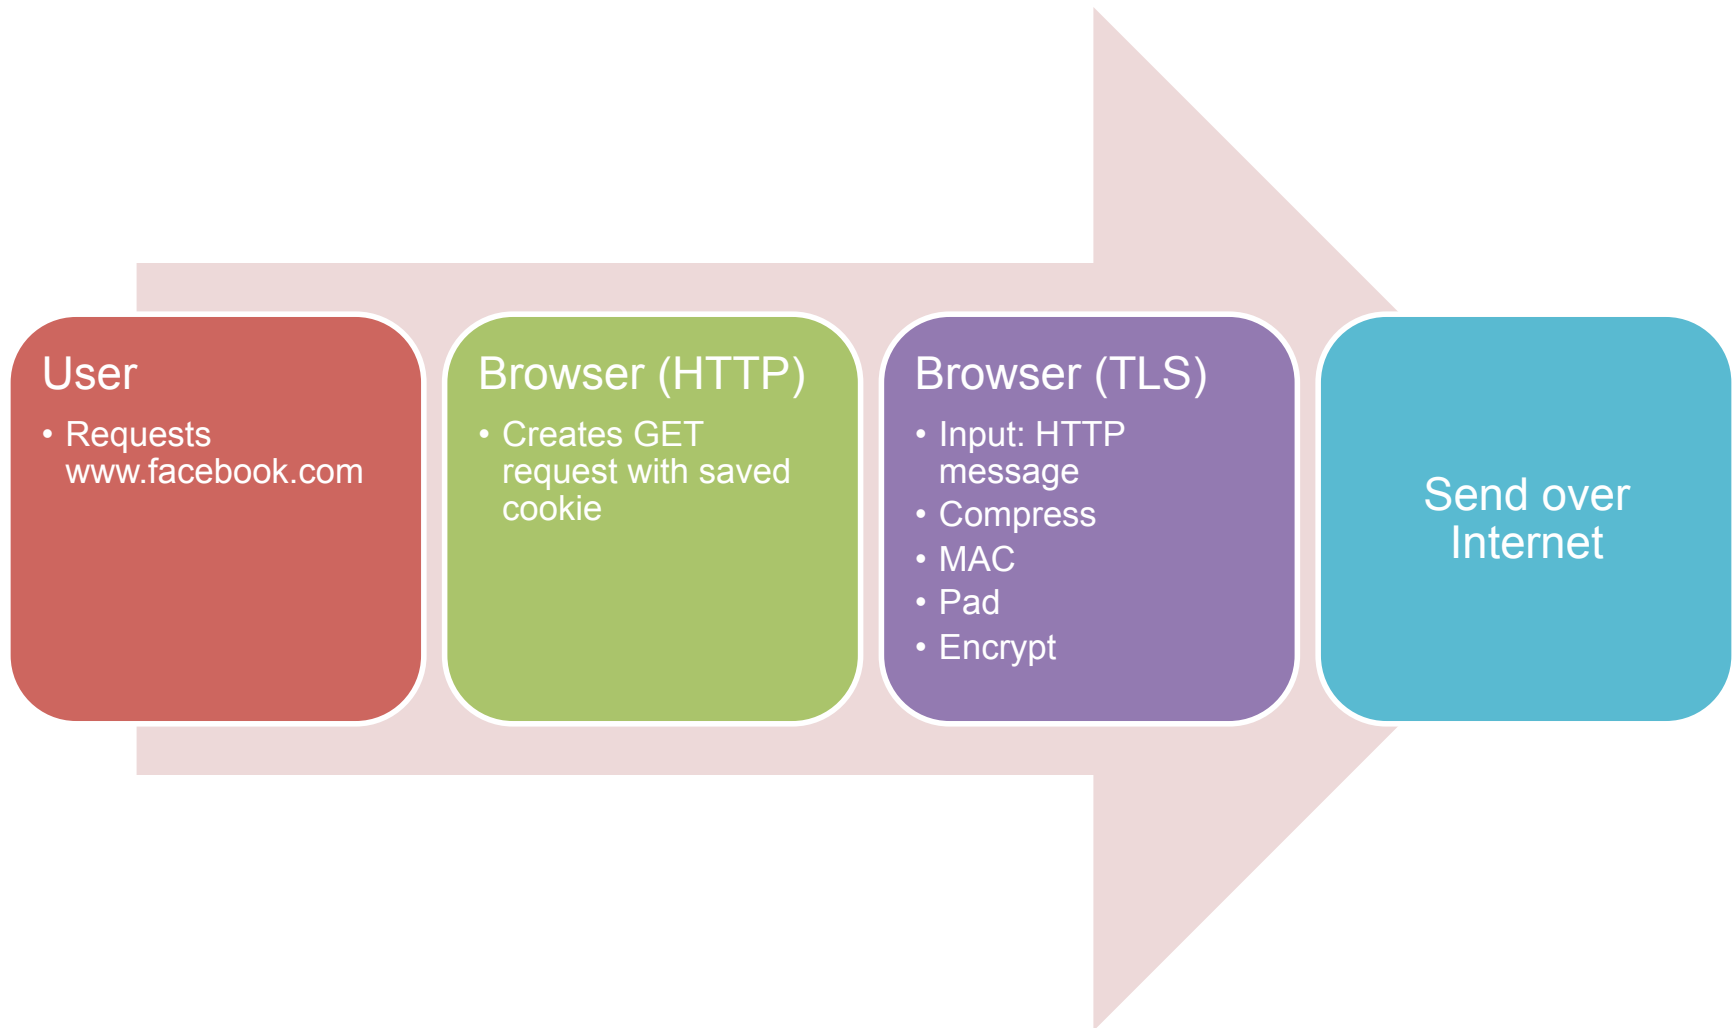 User
• Requests
www.facebook.com
Browser (HTTP)
• Creates GET
request with saved
cookie
Browser (TLS)
• Input: HTTP
message
• Compress
• MAC
• Pad
• Encrypt
Send over
Internet